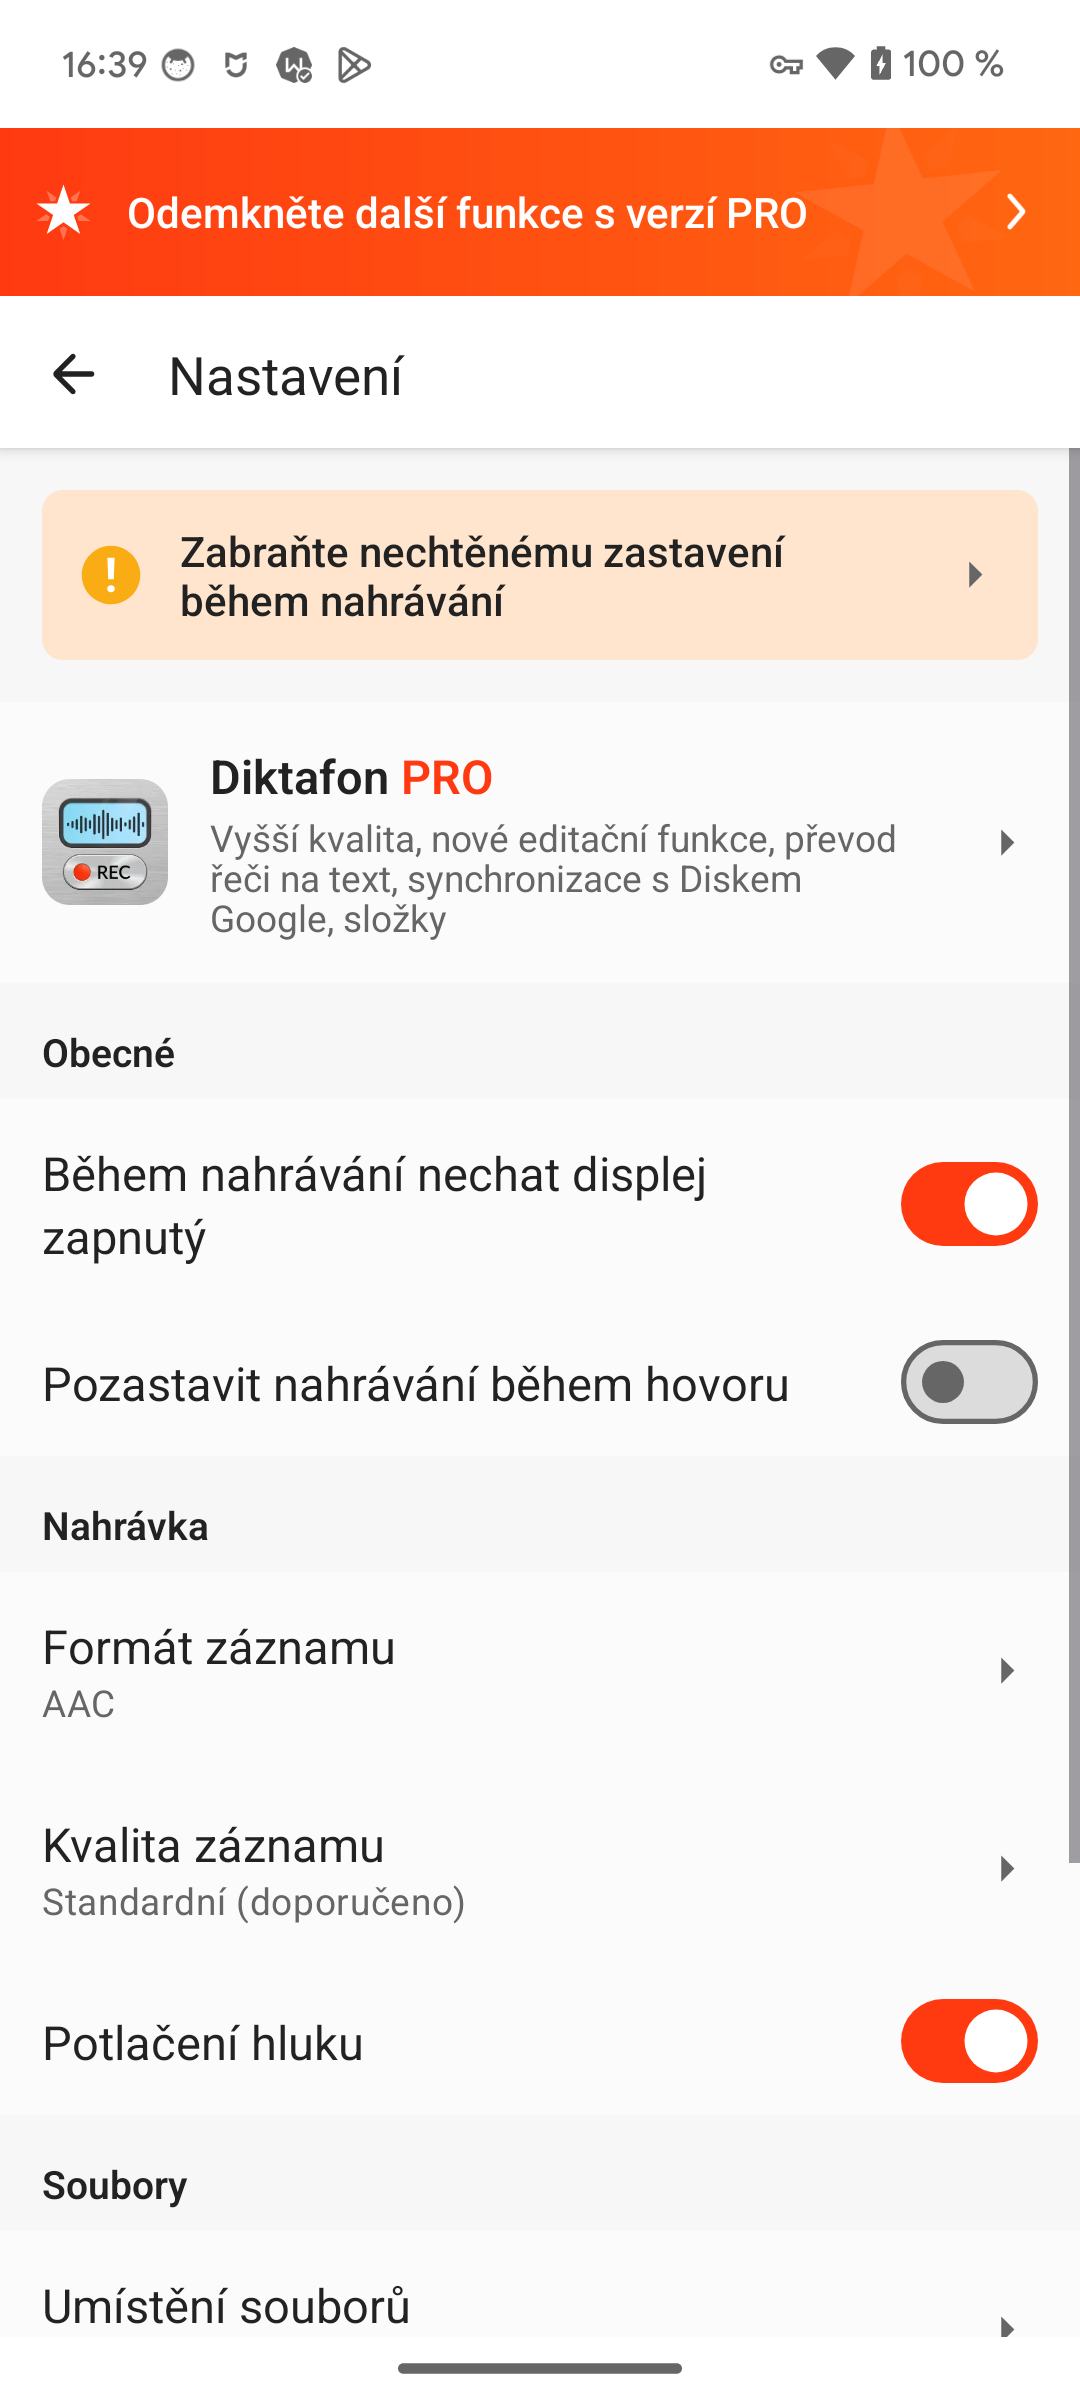 16:39
100 %
Odemkněte další funkce s verzí PRO
Nastavení
Zabraňte nechtěnému zastavení
během nahrávání
Diktafon PRO
Vyšší kvalita, nové editační funkce, převod
řeči na text, synchronizace s Diskem
Google, složky
REC
Obecné
Během nahrávání nechat displej
zapnutý
Pozastavit nahrávání během hovoru
Nahrávka
Formát záznamu
AAC
Kvalita záznamu
Standardní (doporučeno)
Potlačení hluku
Soubory
Umístění souborů